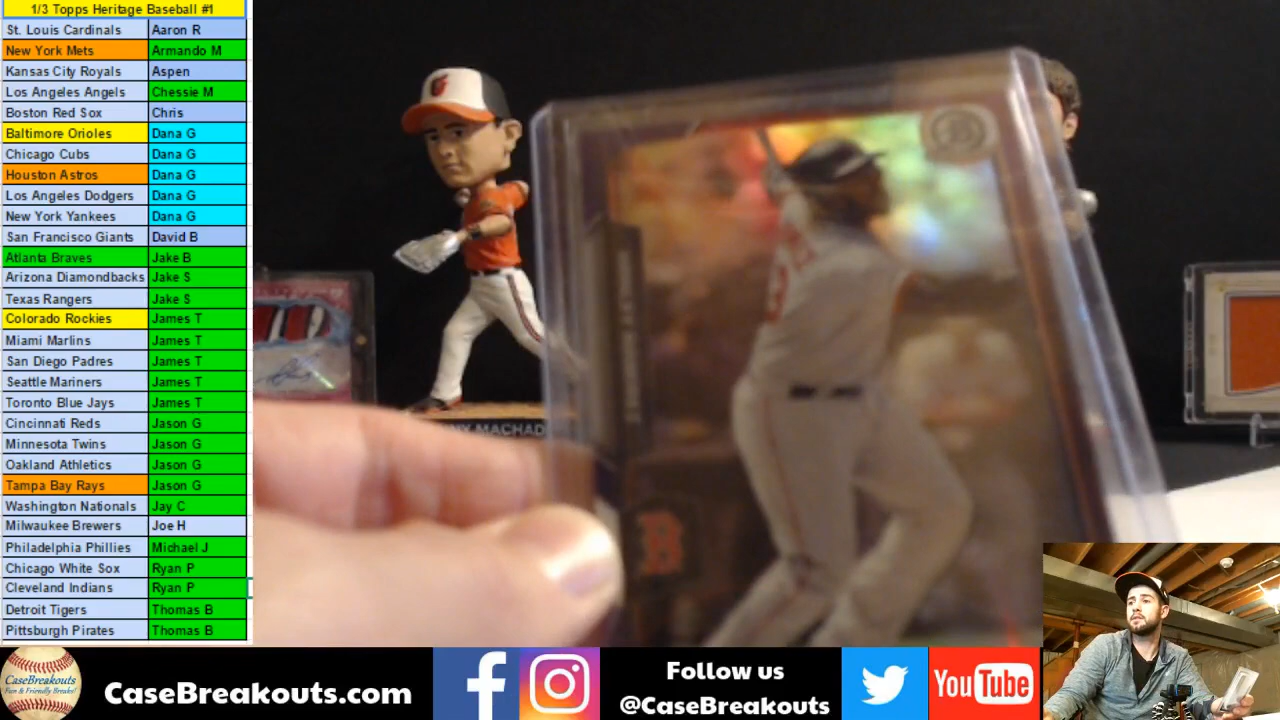 1/3 Topps Heritage Baseball #1
St. Louis Cardinals Aaron R
New York Mets Armando M
Kansas City Royals Aspen
Los Angeles Angels Chessie M
Boston Red Sox Chris
Baltimore Orioles Dana G
Chicago Cubs Dana G
Houston Astros Dana G
Los Angeles Dodgers Dana G
New York Yankees Dana G
San Francisco Giants David B
Atlanta Braves Jake B
Arizona Diamondbacks Jake S
Texas Rangers Jake S
Colorado Rockies James T
Miami Marlins James T
San Diego Padres James T
Seattle Mariners James T
Toronto Blue Jays James T
Cincinnati Reds Jason G
Minnesota Twins Jason G
Oakland Athletics Jason G
Tampa Bay Rays Jason G
Washington Nationals Jay C
Milwaukee Brewers Joe H
Philadelphia Phillies Michael J
Chicago White Sox Ryan P
Cleveland Indians Ryan P
Detroit Tigers Thomas B
Pittsburgh Pirates Thomas B
B
CaseBreakouts
Fun & Friendly Breaks!
CaseBreakouts.com
Follow us
@CaseBreakouts
YouTube